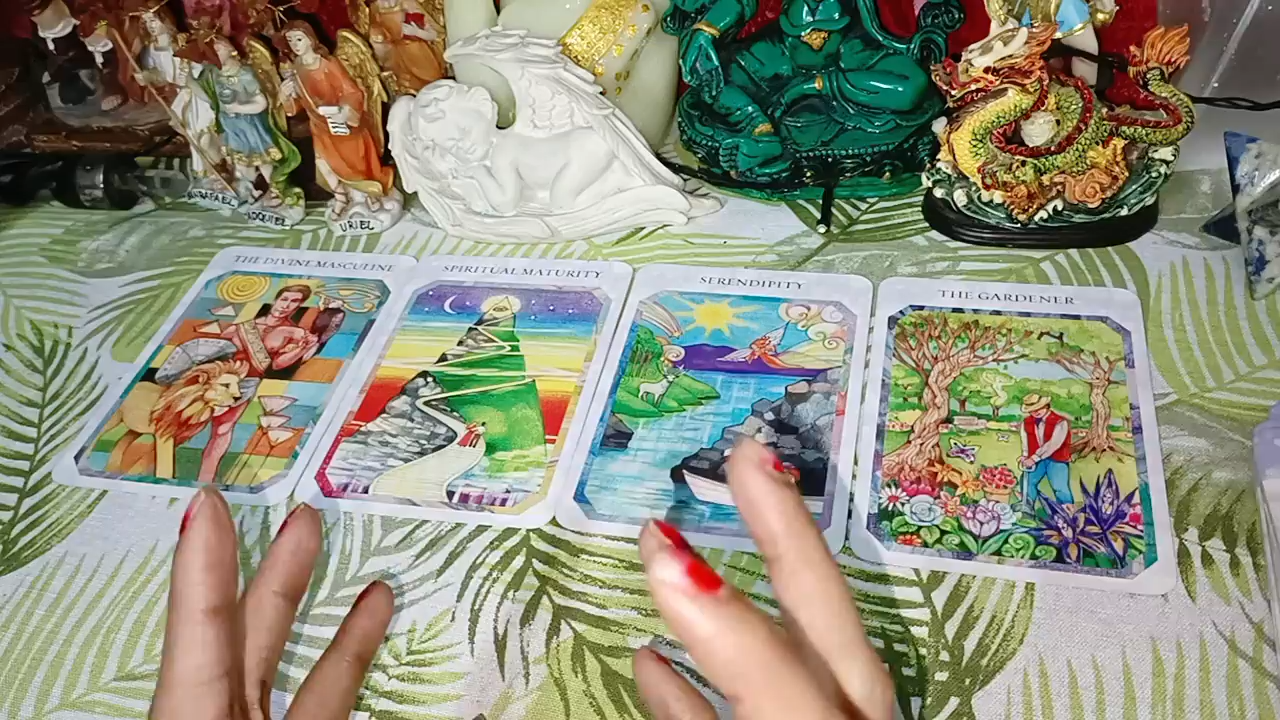 URIEL
THE DIVINE MASCULINE
SPIRITUAL MATURITY
SERENDIPITY
THE GARDENER